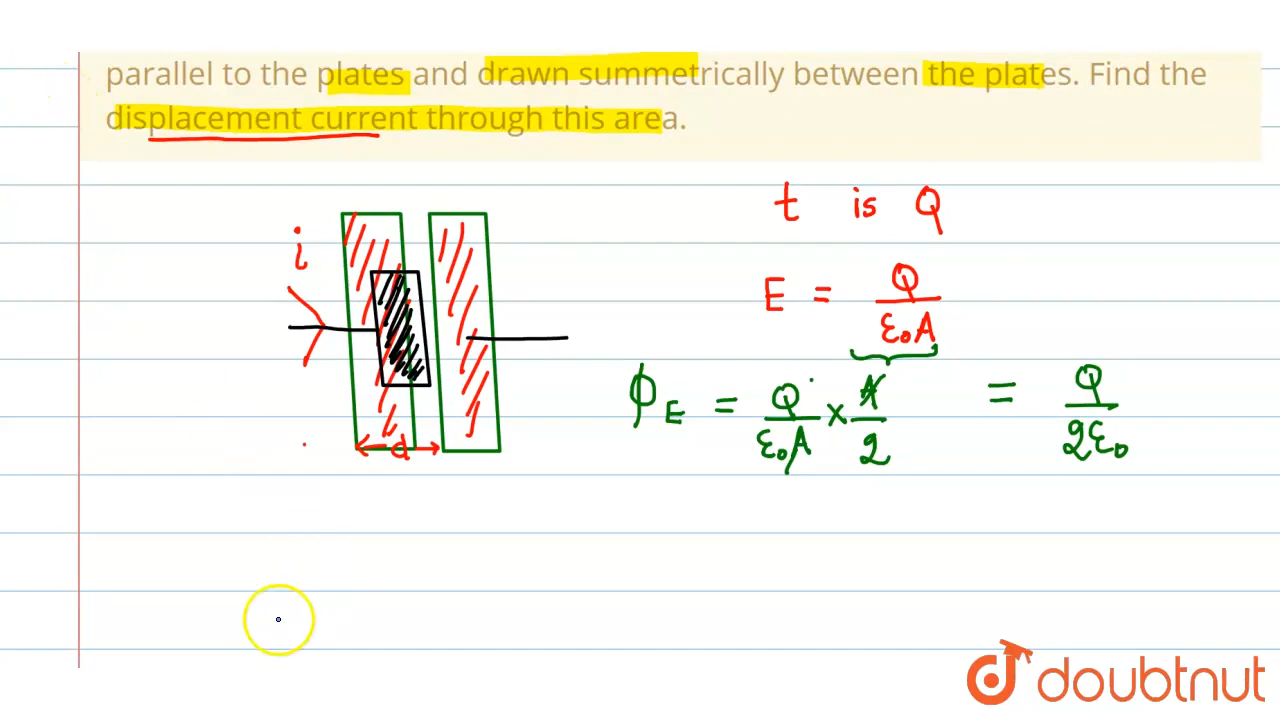 parallel to the plates and drawn summetrically between the plates. Find the
displacement current through this area.
i
t is Q
E = Q/ε₀A
ϕE = Q/ε₀A × A/2 = Q/2ε₀
d
doubtnut